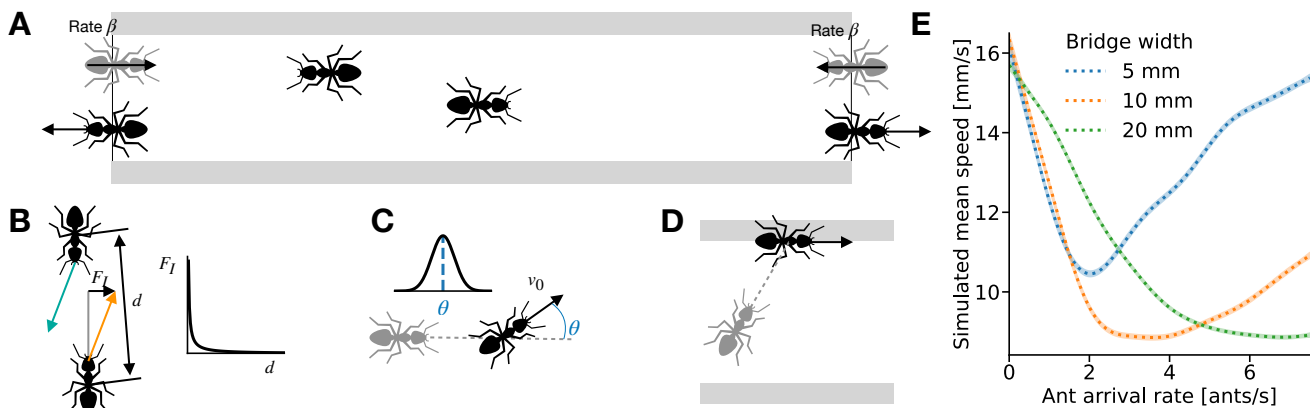 A
Rate β
Rate β
B
F_I
d
F_I
d
C
θ
v_0
θ
D
E
Simulated mean speed [mm/s]
16
14
12
10
Bridge width
5 mm
10 mm
20 mm
0
2
4
6
Ant arrival rate [ants/s]